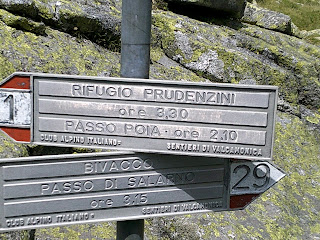 1
RIFUGIO PRUDENZINI
ore 3,30
PASSO POIA - ore 2,10
CLUB ALPINO ITALIANO SENTIERI DI VALCAMONICA
BIVACCO
PASSO DI SALARNO
ore 3,15
CLUB ALPINO ITALIANO SENTIERI DI VALCAMONICA
29